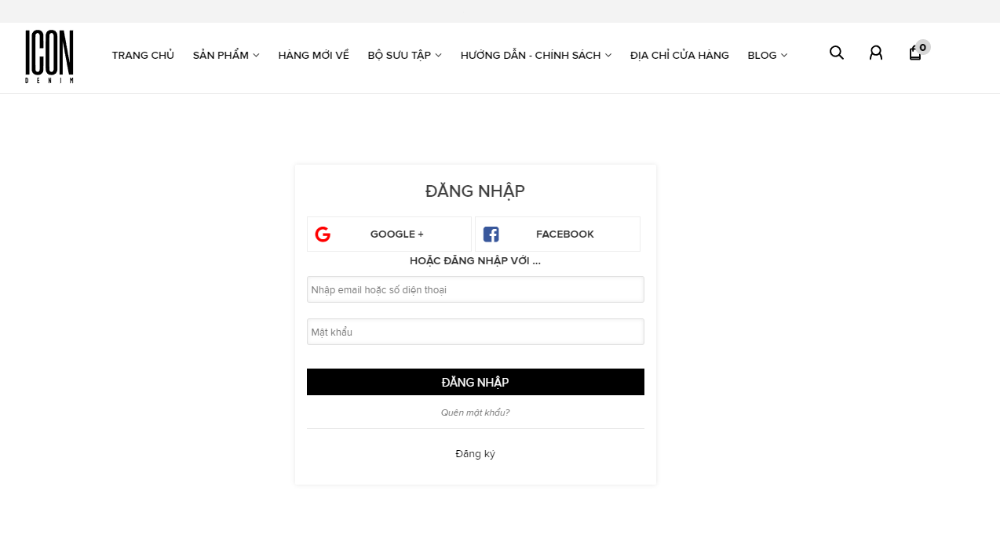 ICON
DENIM
TRANG CHỦ SẢN PHẨM HÀNG MỚI VỀ BỘ SƯU TẬP HƯỚNG DẪN - CHÍNH SÁCH ĐỊA CHỈ CỬA HÀNG BLOG 0
ĐĂNG NHẬP
GOOGLE + FACEBOOK
HOẶC ĐĂNG NHẬP VỚI ...
Nhập email hoặc số điện thoại
Mật khẩu
ĐĂNG NHẬP
Quên mật khẩu?
Đăng ký